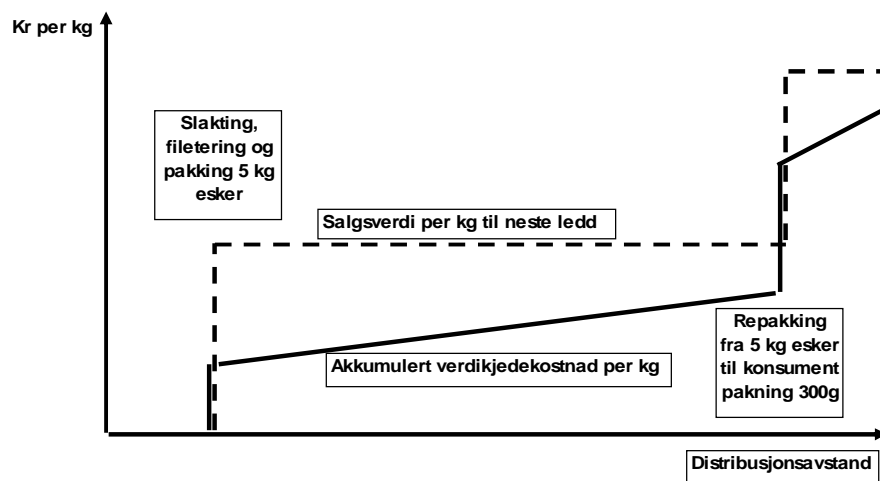 Kr per kg
Slakting,
filetering og
pakking 5 kg
esker
Salgsverdi per kg til neste ledd
Akkumulert verdikjedekostnad per kg
Repakking
fra 5 kg esker
til konsument
pakning 300g
Distribusjonsavstand